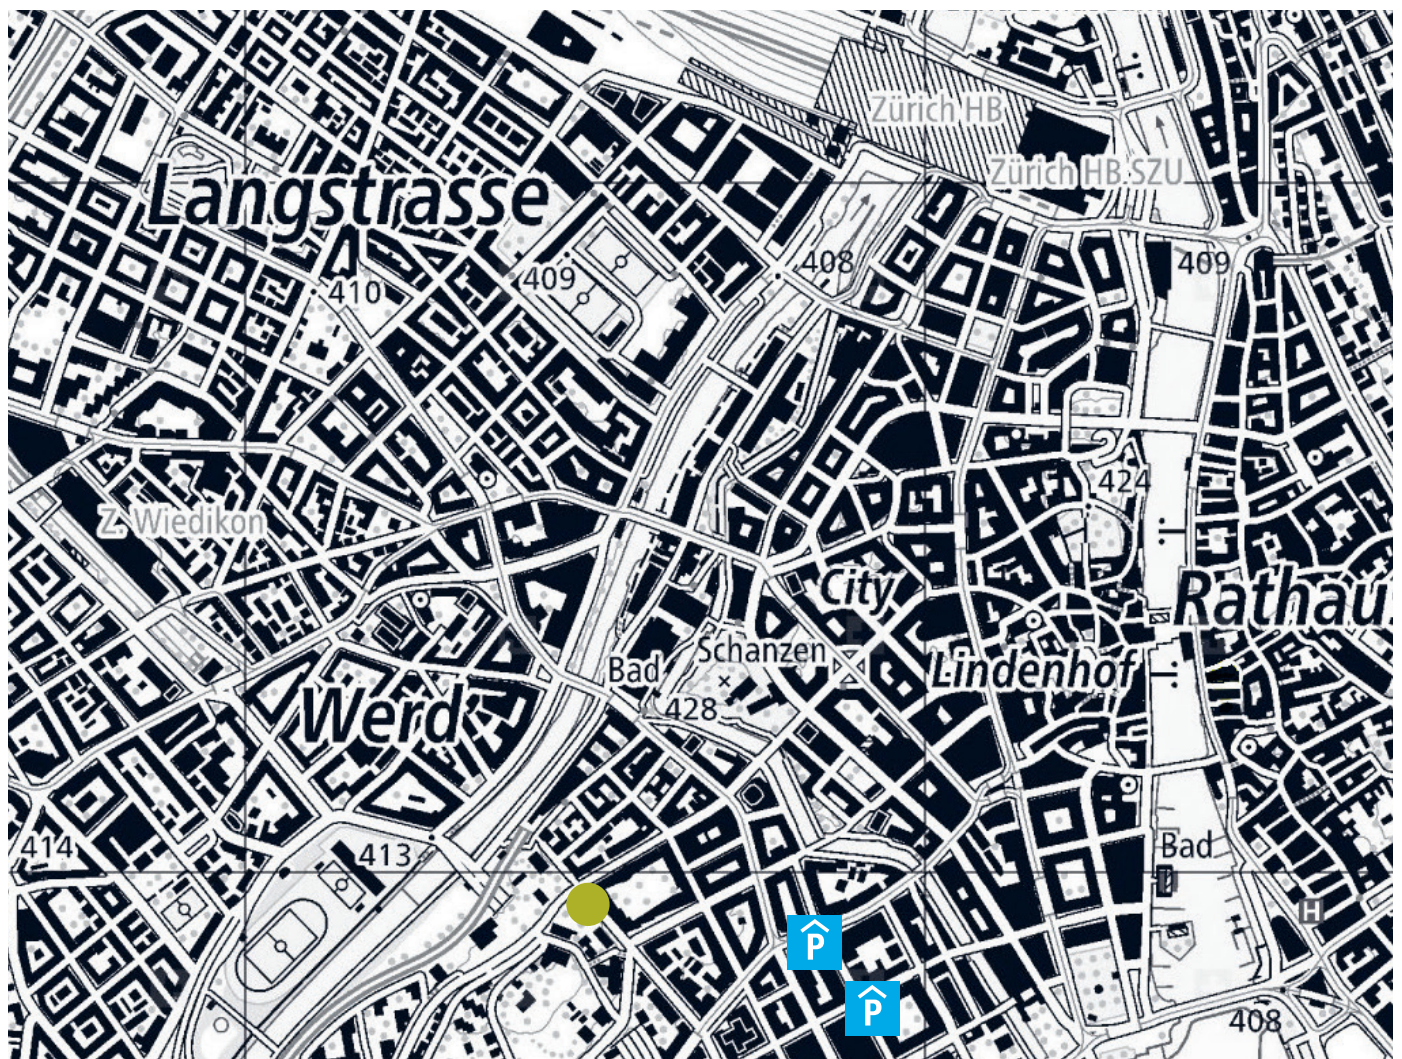 Zürich HB
Zürich HB SZU
Langstrasse
409
408
409
410
424
Z. Wiedikon
City
Rathaus
Schanzen
Lindenhof
Bad
Werd
428
414
413
Bad
H
P
P
408